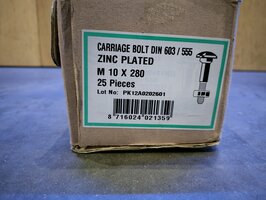 CARRIAGE BOLT DIN 603 / 555
ZINC PLATED
M 10 X 280
25 Pieces
Lot No: PK12A0202601
8 716024 021359